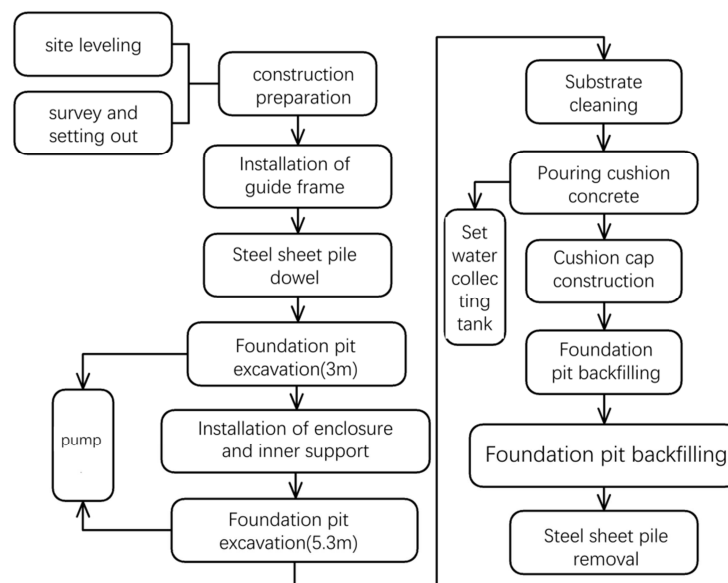 site leveling
survey and
setting out
construction
preparation
Installation of
guide frame
Steel sheet pile
dowel
Foundation pit
excavation(3m)
pump
Installation of enclosure
and inner support
Foundation pit
excavation(5.3m)
Substrate
cleaning
Pouring cushion
concrete
Set
water
collec
ting
tank
Cushion cap
construction
Foundation
pit backfilling
Foundation pit backfilling
Steel sheet pile
removal